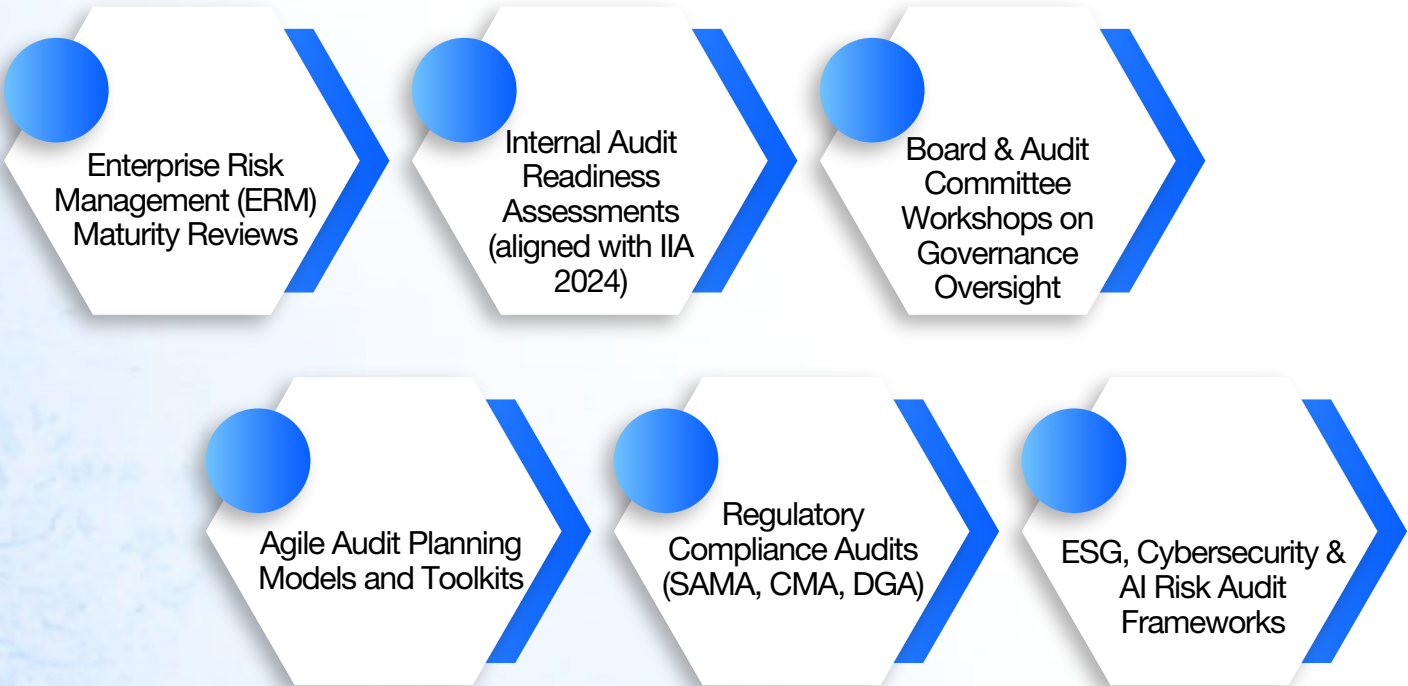 Enterprise Risk
Management (ERM)
Maturity Reviews
Internal Audit
Readiness
Assessments
(aligned with IIA
2024)
Board & Audit
Committee
Workshops on
Governance
Oversight
Agile Audit Planning
Models and Toolkits
Regulatory
Compliance Audits
(SAMA, CMA, DGA)
ESG, Cybersecurity &
AI Risk Audit
Frameworks